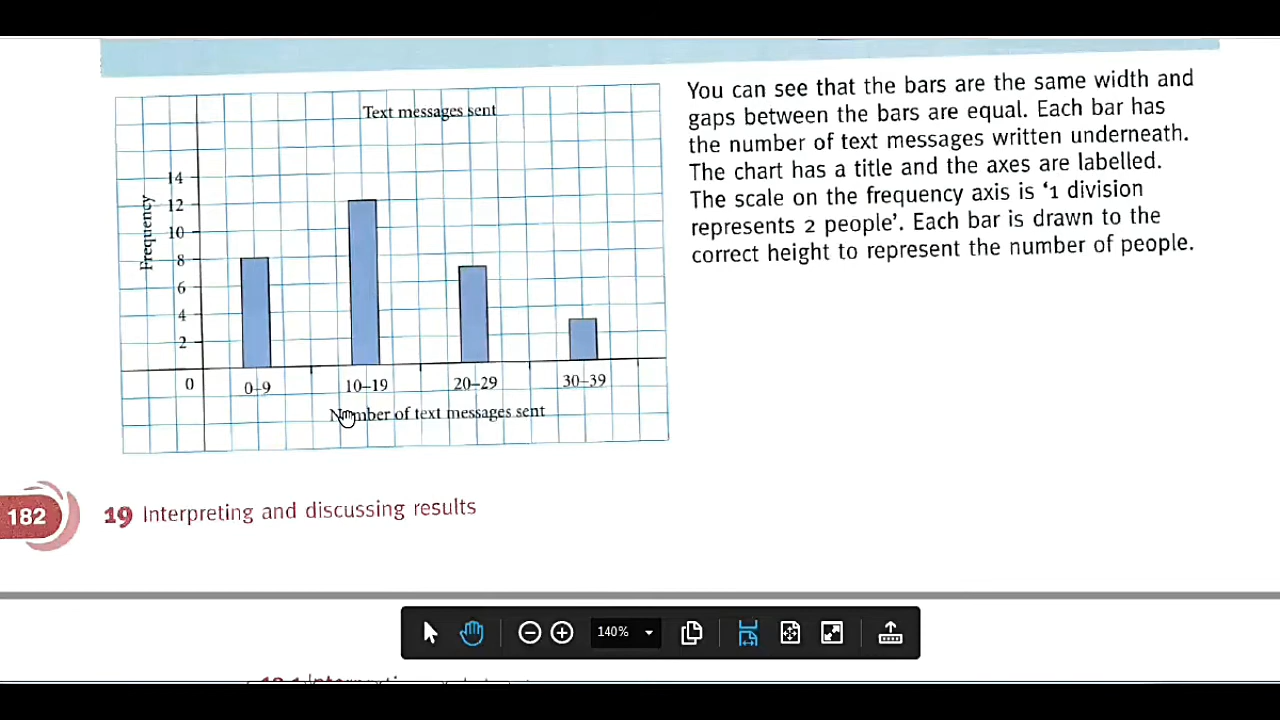 Text messages sent
14
12
10
8
6
4
2
0
Frequency
0–9
10–19
20–29
30–39
Number of text messages sent
You can see that the bars are the same width and
gaps between the bars are equal. Each bar has
the number of text messages written underneath.
The chart has a title and the axes are labelled.
The scale on the frequency axis is ‘1 division
represents 2 people’. Each bar is drawn to the
correct height to represent the number of people.
182
19 Interpreting and discussing results
140%